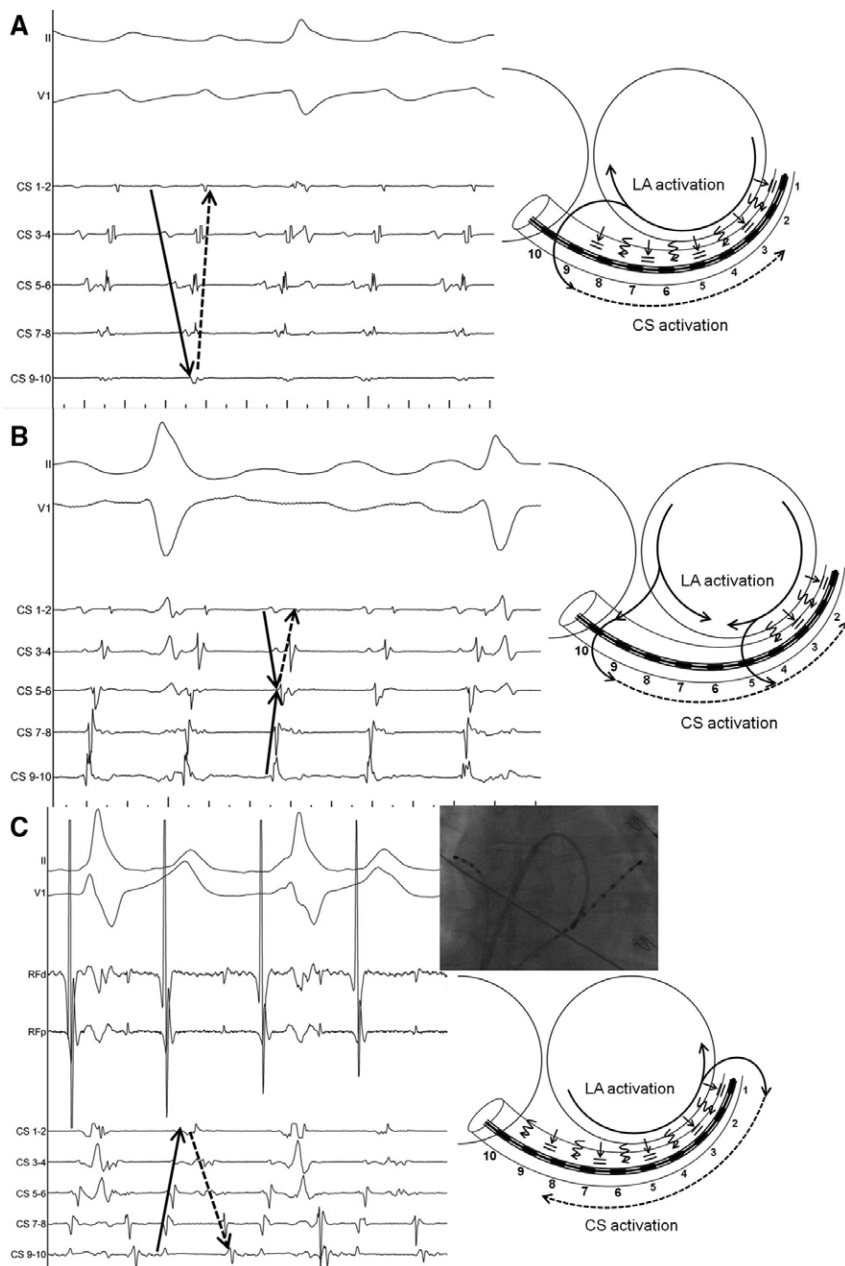 A
II
V1
CS 1-2
CS 3-4
CS 5-6
CS 7-8
CS 9-10
LA activation
1
2
3
4
5
6
7
8
9
10
CS activation
B
II
V1
CS 1-2
CS 3-4
CS 5-6
CS 7-8
CS 9-10
LA activation
2
3
4
5
6
7
8
9
10
CS activation
C
II
V1
RFd
RFp
CS 1-2
CS 3-4
CS 5-6
CS 7-8
CS 9-10
LA activation
1
2
3
4
5
6
7
8
9
10
CS activation